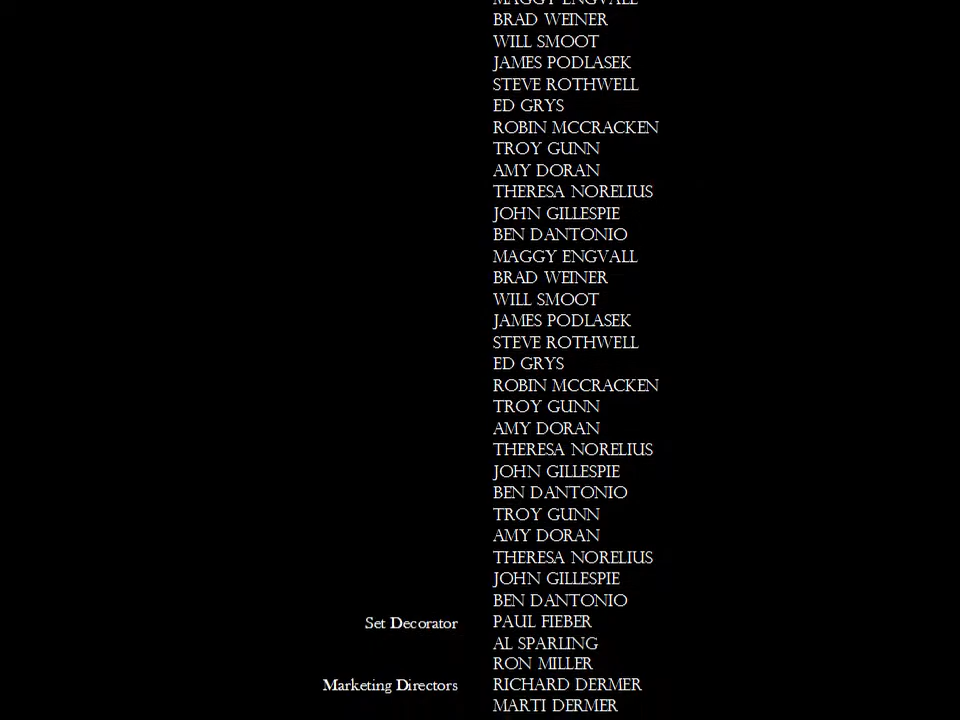 MAGGY ENGVALL
BRAD WEINER
WILL SMOOT
JAMES PODLASEK
STEVE ROTHWELL
ED GRYS
ROBIN MCCRACKEN
TROY GUNN
AMY DORAN
THERESA NORELIUS
JOHN GILLESPIE
BEN DANTONIO
MAGGY ENGVALL
BRAD WEINER
WILL SMOOT
JAMES PODLASEK
STEVE ROTHWELL
ED GRYS
ROBIN MCCRACKEN
TROY GUNN
AMY DORAN
THERESA NORELIUS
JOHN GILLESPIE
BEN DANTONIO
TROY GUNN
AMY DORAN
THERESA NORELIUS
JOHN GILLESPIE
BEN DANTONIO
Set Decorator PAUL FIEBER
AL SPARLING
RON MILLER
Marketing Directors RICHARD DERMER
MARTI DERMER